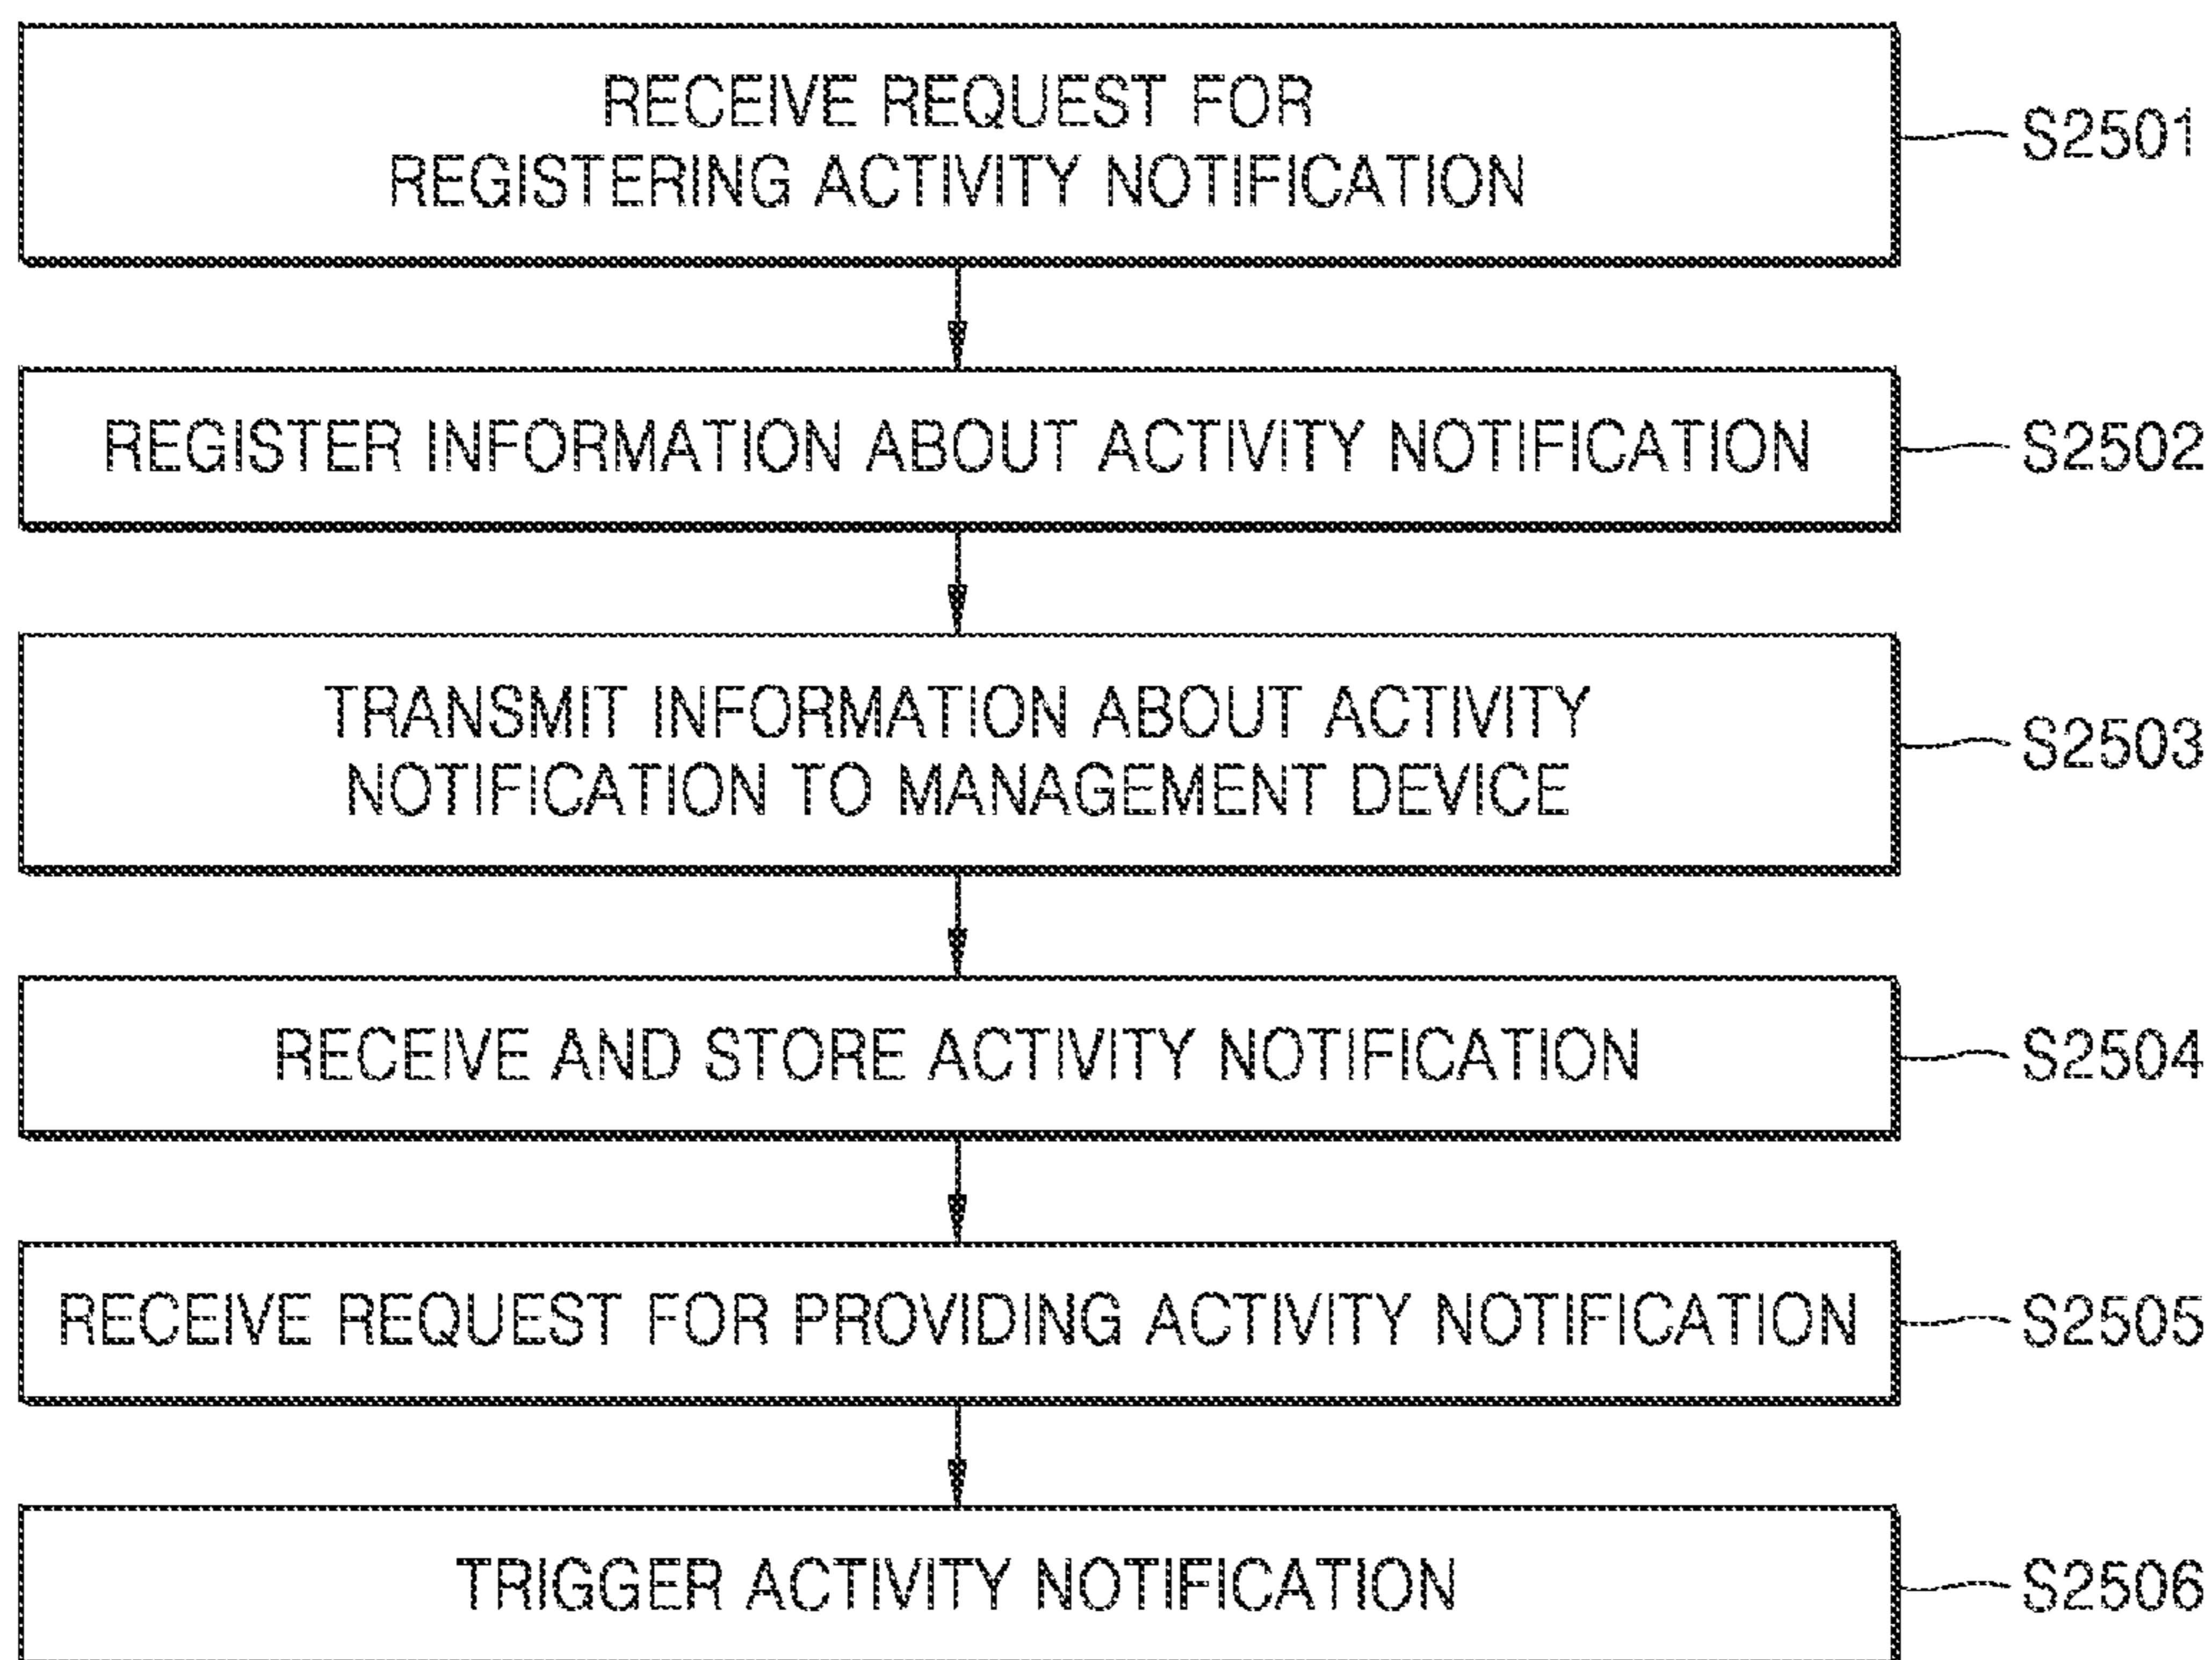 RECEIVE REQUEST FOR
REGISTERING ACTIVITY NOTIFICATION
S2501
REGISTER INFORMATION ABOUT ACTIVITY NOTIFICATION
S2502
TRANSMIT INFORMATION ABOUT ACTIVITY
NOTIFICATION TO MANAGEMENT DEVICE
S2503
RECEIVE AND STORE ACTIVITY NOTIFICATION
S2504
RECEIVE REQUEST FOR PROVIDING ACTIVITY NOTIFICATION
S2505
TRIGGER ACTIVITY NOTIFICATION
S2506